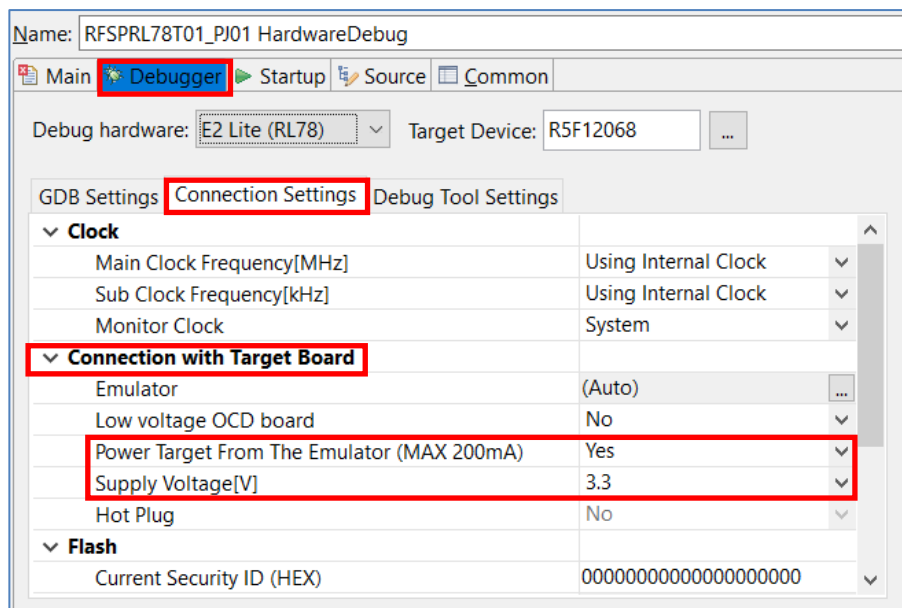 Name: RFSPRL78T01_PJ01 HardwareDebug
Main Debugger Startup Source Common
Debug hardware: E2 Lite (RL78) Target Device: R5F12068 ...
GDB Settings Connection Settings Debug Tool Settings
Clock
Main Clock Frequency[MHz] Using Internal Clock
Sub Clock Frequency[kHz] Using Internal Clock
Monitor Clock System
Connection with Target Board
Emulator (Auto) ...
Low voltage OCD board No
Power Target From The Emulator (MAX 200mA) Yes
Supply Voltage[V] 3.3
Hot Plug No
Flash
Current Security ID (HEX) 00000000000000000000